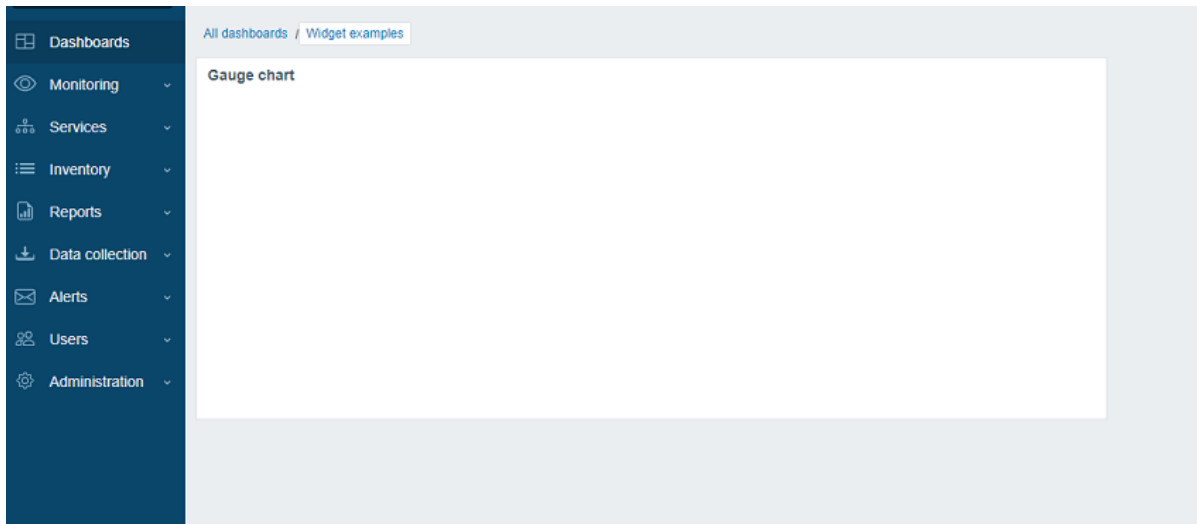 Dashboards
Monitoring
Services
Inventory
Reports
Data collection
Alerts
Users
Administration
All dashboards / Widget examples
Gauge chart